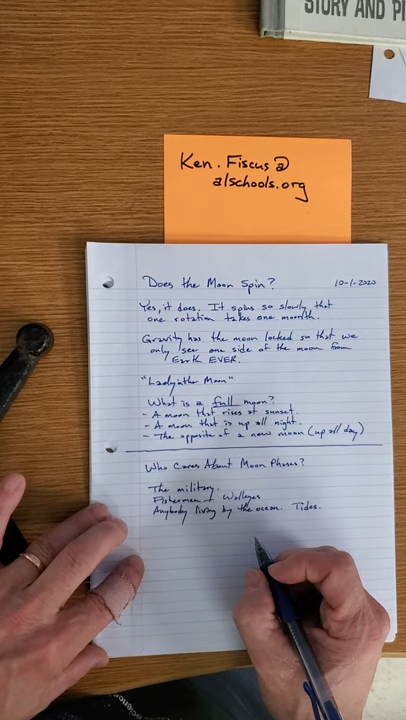 STORY AND PI
Ken.Fiscus@
alschools.org
Does the Moon Spin? 10-1-2020
Yes, it does. It spins so slowly that
one rotation takes one month.
Gravity has the moon locked so that we
only see one side of the moon from
Earth EVER.
Moon"
What is a full moon?
- A moon that rises at sunset.
- A moon that is up all night.
- The opposite of a new moon (up all day)
Who Cares About Moon Phases?
The military.
Fishermen Walleyes
Anybody living by the ocean. Tides.